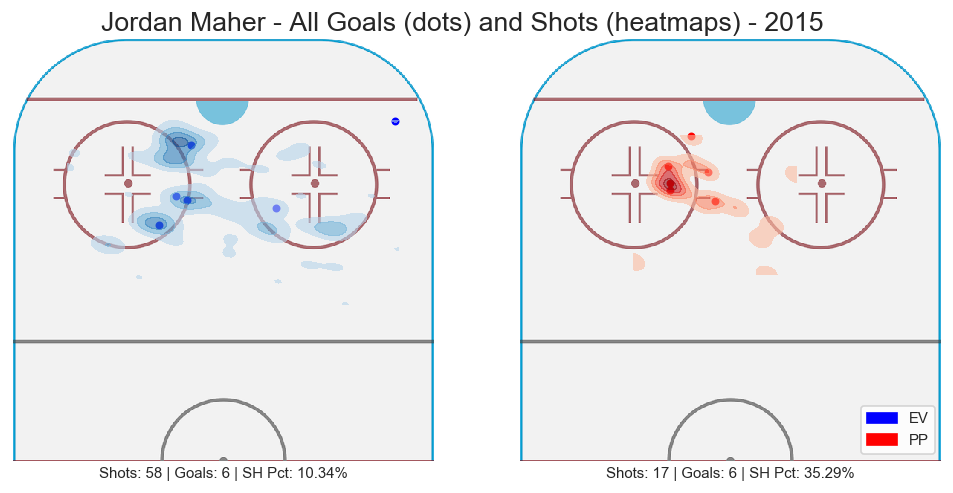 Jordan Maher - All Goals (dots) and Shots (heatmaps) - 2015
EV
PP
Shots: 58 | Goals: 6 | SH Pct: 10.34%
Shots: 17 | Goals: 6 | SH Pct: 35.29%